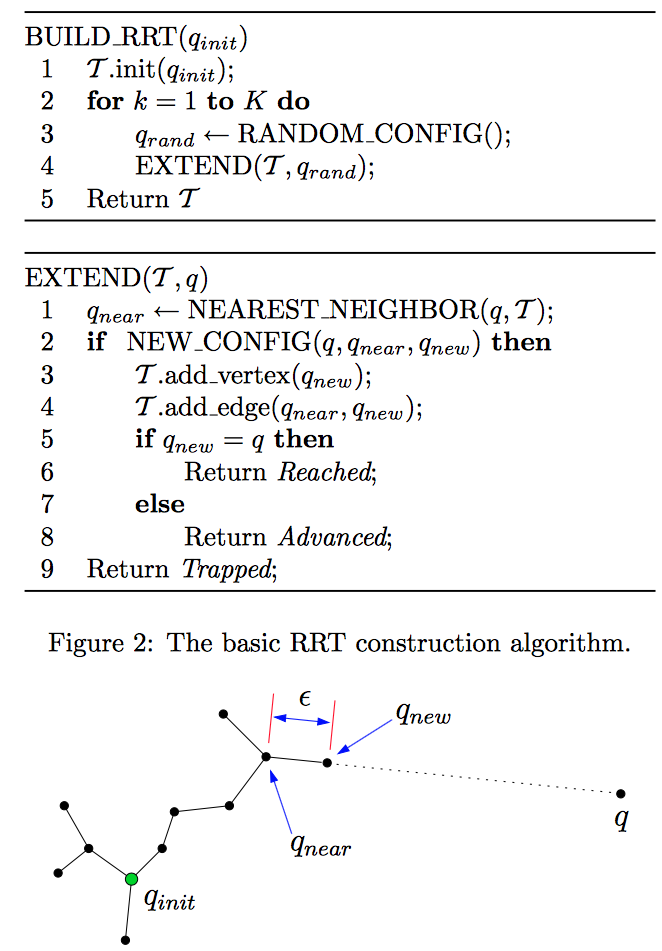 BUILD_RRT(q_init)
1 𝒯.init(q_init);
2 for k = 1 to K do
3 q_rand ← RANDOM_CONFIG();
4 EXTEND(𝒯, q_rand);
5 Return 𝒯
EXTEND(𝒯, q)
1 q_near ← NEAREST_NEIGHBOR(q, 𝒯);
2 if NEW_CONFIG(q, q_near, q_new) then
3 𝒯.add_vertex(q_new);
4 𝒯.add_edge(q_near, q_new);
5 if q_new = q then
6 Return Reached;
7 else
8 Return Advanced;
9 Return Trapped;
Figure 2: The basic RRT construction algorithm.
ϵ
q_new
q
q_near
q_init